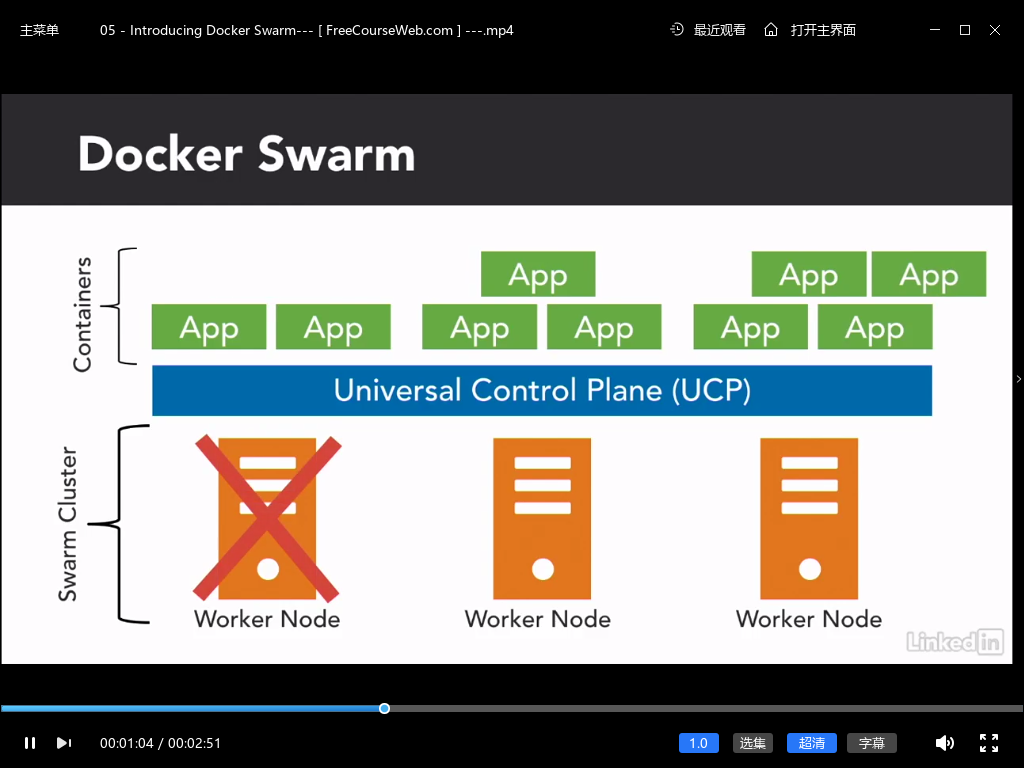 主菜单
05 - Introducing Docker Swarm--- [ FreeCourseWeb.com ] ---.mp4
最近观看
打开主界面
Docker Swarm
Containers
App
App App
App App
App App
App App
Universal Control Plane (UCP)
Swarm Cluster
Worker Node
Worker Node
Worker Node
Linked in
00:01:04 / 00:02:51
1.0
选集
超清
字幕